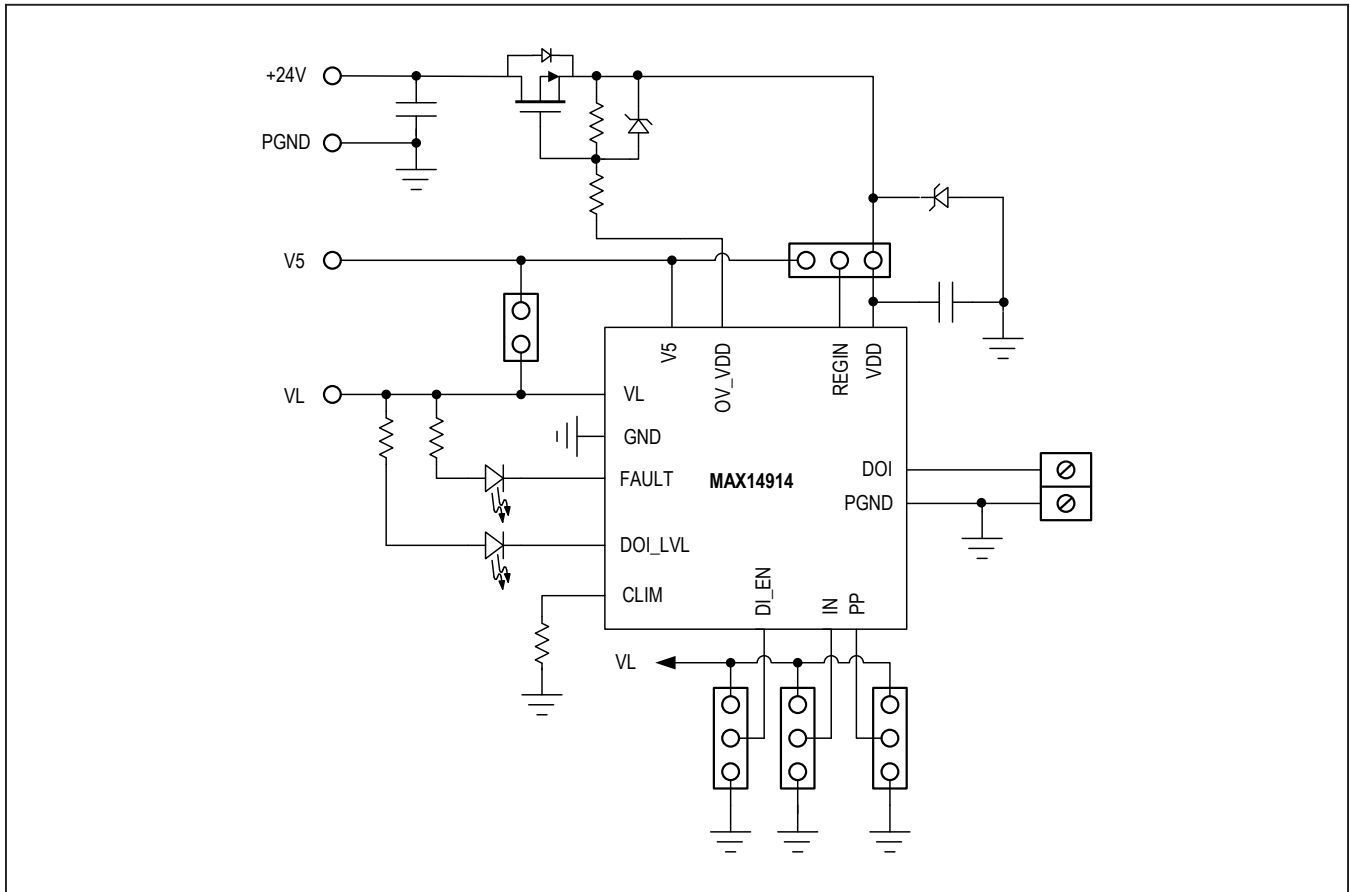 +24V
PGND
V5
VL
V5
OV_VDD
REGIN
VDD
VL
GND
FAULT
DOI_LVL
CLIM
MAX14914
DOI
PGND
DI_EN
IN
PP
VL